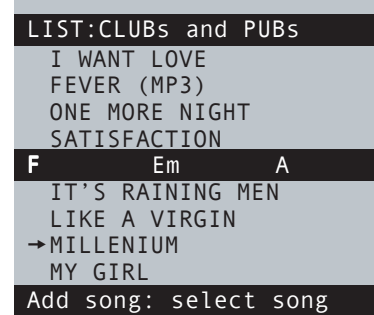 LIST:CLUBs and PUBs
I WANT LOVE
FEVER (MP3)
ONE MORE NIGHT
SATISFACTION
F Em A
IT'S RAINING MEN
LIKE A VIRGIN
→MILLENIUM
MY GIRL
Add song: select song